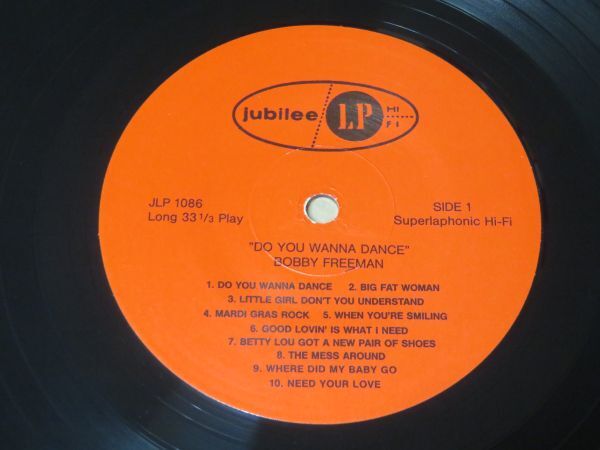 jubilee LP HI FI
JLP 1086
Long 33 1/3 Play
SIDE 1
Superlaphonic Hi-Fi
"DO YOU WANNA DANCE"
BOBBY FREEMAN
1. DO YOU WANNA DANCE 2. BIG FAT WOMAN
3. LITTLE GIRL DON'T YOU UNDERSTAND
4. MARDI GRAS ROCK 5. WHEN YOU'RE SMILING
6. GOOD LOVIN' IS WHAT I NEED
7. BETTY LOU GOT A NEW PAIR OF SHOES
8. THE MESS AROUND
9. WHERE DID MY BABY GO
10. NEED YOUR LOVE